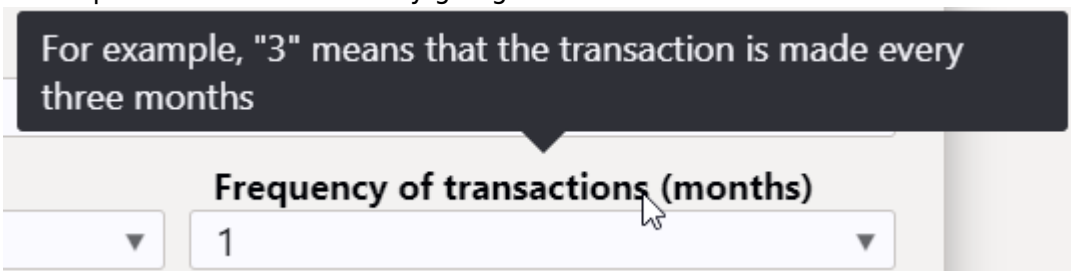 For example, "3" means that the transaction is made every
three months
Frequency of transactions (months)
1